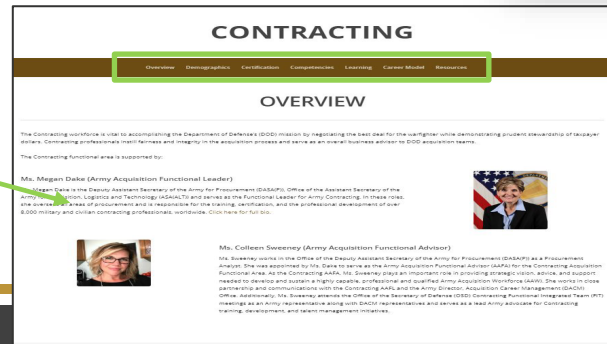 CONTRACTING
Overview Demographics Certification Competencies Learning Career Model Resources
OVERVIEW
The Contracting workforce is vital to accomplishing the Department of Defense's (DOD) mission by negotiating the best deal for the warfighter while demonstrating prudent stewardship of taxpayer
dollars. Contracting professionals instill fairness and integrity in the acquisition process and serve as an overall business advisor to DOD acquisition teams.
The Contracting functional area is supported by:
Ms. Megan Dake (Army Acquisition Functional Leader)
Megan Dake is the Deputy Assistant Secretary of the Army for Procurement (DASA(P)), Office of the Assistant Secretary of the
Army for Acquisition, Logistics and Technology (ASA(ALT)) and serves as the Functional Leader for Army Contracting. In these roles,
she oversees all areas of procurement and is responsible for the training, certification, and the professional development of over
8,000 military and civilian contracting professionals, worldwide. Click here for full bio.
Ms. Colleen Sweeney (Army Acquisition Functional Advisor)
Ms. Sweeney works in the Office of the Deputy Assistant Secretary of the Army for Procurement (DASA(P)) as a Procurement
Analyst. She was appointed by Ms. Dake to serve as the Army Acquisition Functional Advisor (AAFA) for the Contracting Acquisition
Functional Area. As the Contracting AAFA, Ms. Sweeney plays an important role in providing strategic vision, advice, and support
needed to develop and sustain a highly capable, professional and qualified Army Acquisition Workforce (AAW). She works in close
partnership and communications with the Contracting AAFL and the Army Director, Acquisition Career Management (DACM)
Office. Additionally, Ms. Sweeney attends the Office of the Secretary of Defense (OSD) Contracting Functional Integrated Team (FIT)
meetings as an Army representative along with DACM representatives and serves as a lead Army advocate for Contracting
training, development, and talent management initiatives.